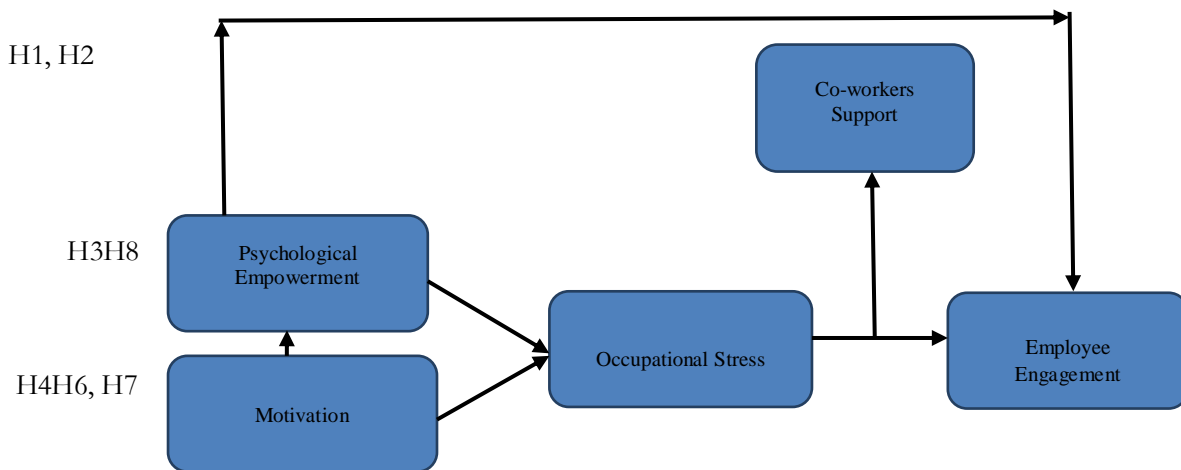 H1, H2
Co-workers
Support
H3H8
Psychological
Empowerment
Occupational Stress
Employee
Engagement
H4H6, H7
Motivation